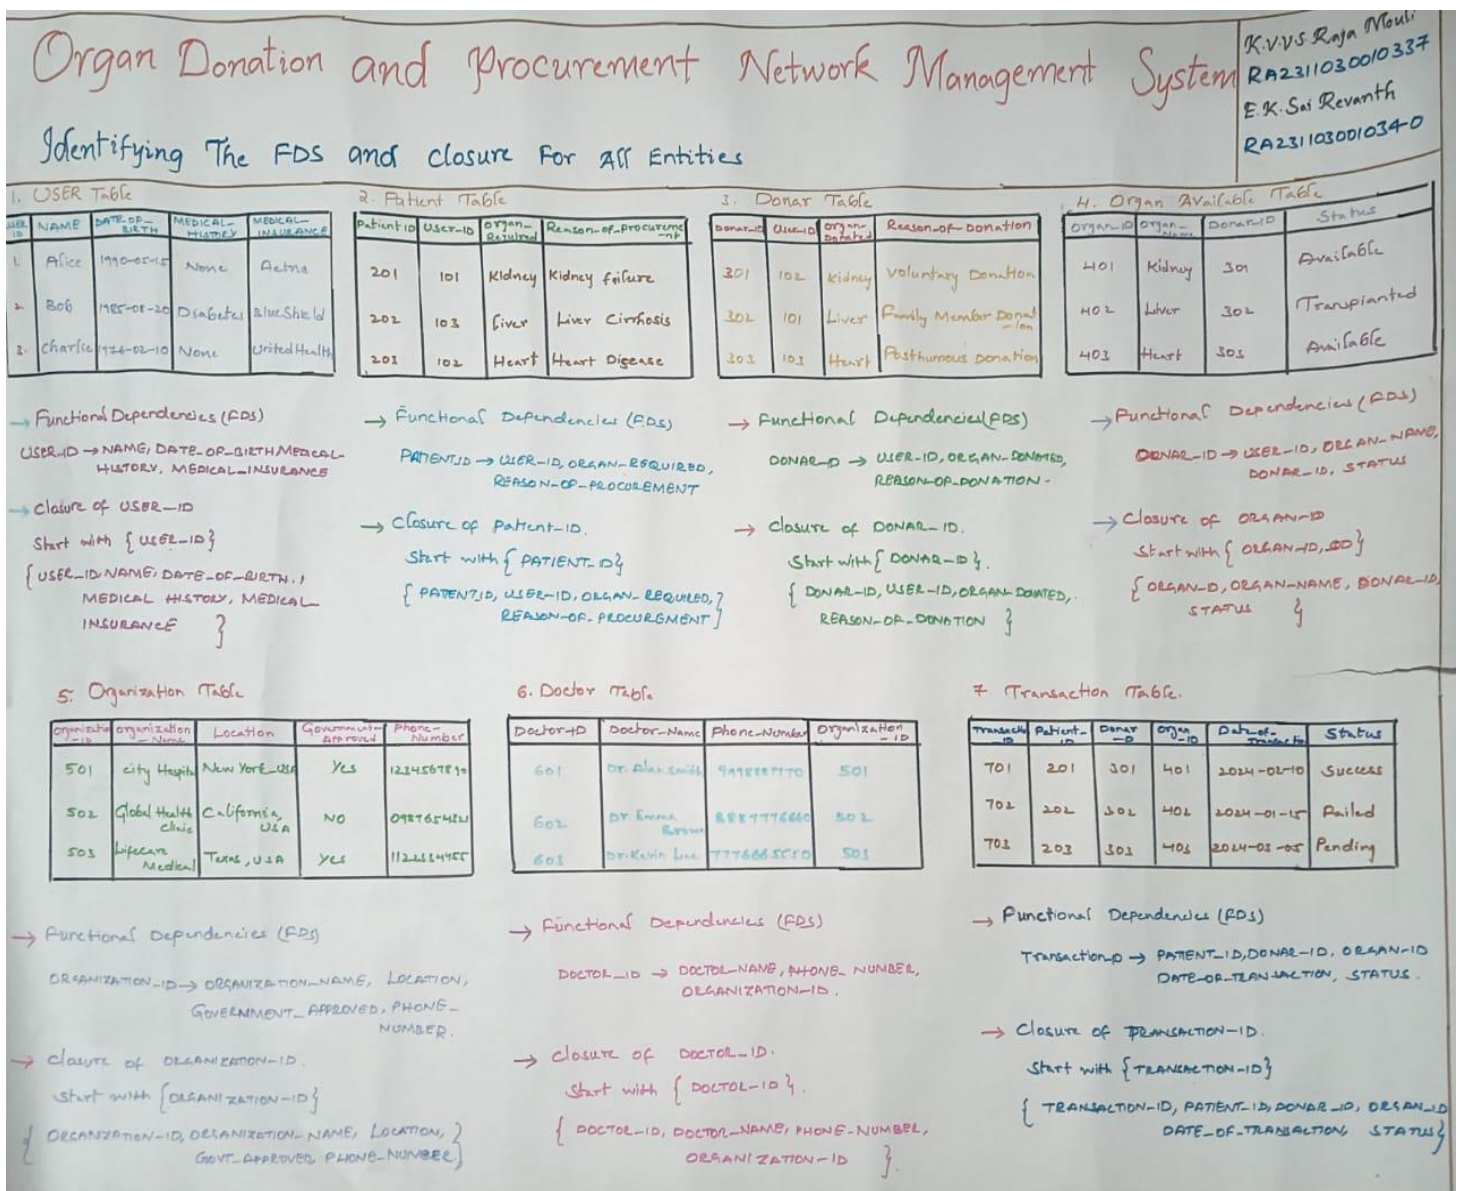 Organ Donation and Procurement Network Management System
K.V.V.S. Raja Mouli
RA2311030010337
E.K. Sai Revanth
RA2311030010340
Identifying The FDS and closure For All Entities
1. USER Table
USER ID NAME DATE-OF-BIRTH MEDICAL-HISTORY MEDICAL-INSURANCE
1. Alice 1990-05-15 None Aetna
2. Bob 1985-08-20 Diabetes BlueShield
3. Charlie 02-10 None United Health
→ Functional Dependencies (FDS)
USER-ID → NAME, DATE-OF-BIRTH MEDICAL-
HISTORY, MEDICAL-INSURANCE
→ Closure of USER-ID
Start with {USER-ID}
{USER-ID, NAME, DATE-OF-BIRTH.,
MEDICAL HISTORY, MEDICAL-
INSURANCE }
2. Patient Table
Patient ID User-ID Organ-Required Reason-of-procurement
201 101 Kidney Kidney failure
202 103 Liver Liver Cirrhosis
203 102 Heart Heart Disease
→ Functional Dependencies (FDS)
PATIENT-ID → USER-ID, ORGAN-REQUIRED,
REASON-OF-PROCUREMENT
→ Closure of Patient-ID.
Start with {PATIENT-ID}
{ PATIENT-ID, USER-ID, ORGAN-REQUIRED,
REASON-OF-PROCUREMENT }
3. Donar Table
Donar-ID User-ID Organ-Donated Reason-of-Donation
301 102 Kidney Voluntary Donation
302 101 Liver Family Member Donation
303 103 Heart Posthumous Donation
→ Functional Dependencies (FDS)
DONAR-ID → USER-ID, ORGAN-DONATED,
REASON-OF-DONATION.
→ Closure of DONAR-ID.
Start with {DONAR-ID}.
{ DONAR-ID, USER-ID, ORGAN-DONATED,.
REASON-OF-DONATION }
4. Organ Available Table
Organ-ID Organ-Name Donar-ID Status
401 Kidney 301 Available
402 Liver 302 Transplanted
403 Heart 303 Available
→ Functional Dependencies (FDS)
DONAR-ID → USER-ID, ORGAN-NAME,
DONAR-ID, STATUS
→ Closure of ORGAN-ID
Start with {ORGAN-ID, }
{ORGAN-ID, ORGAN-NAME, DONAR-ID,
STATUS }
5. Organization Table
Organization-ID Organization-Name Location Government-Approved Phone-Number
501 City Hospital New York, USA Yes 1234567890
502 Global Health Clinic California, USA NO 0987654321
503 Lifecare Medical Texas, USA Yes 1122334455
→ Functional Dependencies (FDS)
ORGANIZATION-ID → ORGANIZATION-NAME, LOCATION,
GOVERNMENT-APPROVED, PHONE-
NUMBER.
→ Closure of ORGANIZATION-ID.
Start with {ORGANIZATION-ID}
{ ORGANIZATION-ID, ORGANIZATION-NAME, LOCATION,
GOVT-APPROVED, PHONE-NUMBER. }
6. Doctor Table
Doctor-ID Doctor-Name Phone-Number Organization-ID
601 Dr. Alan Smith 501
602 Dr. Emma Brown 502
603 Dr. Kevin Lee 503
→ Functional Dependencies (FDS)
DOCTOR-ID → DOCTOR-NAME, PHONE-NUMBER,
ORGANIZATION-ID.
→ Closure of DOCTOR-ID.
Start with { DOCTOR-ID }.
{ DOCTOR-ID, DOCTOR-NAME, PHONE-NUMBER,
ORGANIZATION-ID }.
7 Transaction Table.
Transaction-ID Patient-ID Donar-ID Organ-ID Date-of-Transaction Status
701 201 301 401 2024-02-10 Success
702 202 302 402 2024-01-15 Failed
703 203 303 403 2024-03-05 Pending
→ Functional Dependencies (FDS)
Transaction-ID → PATIENT-ID, DONAR-ID, ORGAN-ID
DATE-OF-TRANSACTION, STATUS.
→ Closure of TRANSACTION-ID.
Start with {TRANSACTION-ID}
{ TRANSACTION-ID, PATIENT-ID, DONAR-ID, ORGAN-ID
DATE-OF-TRANSACTION, STATUS}